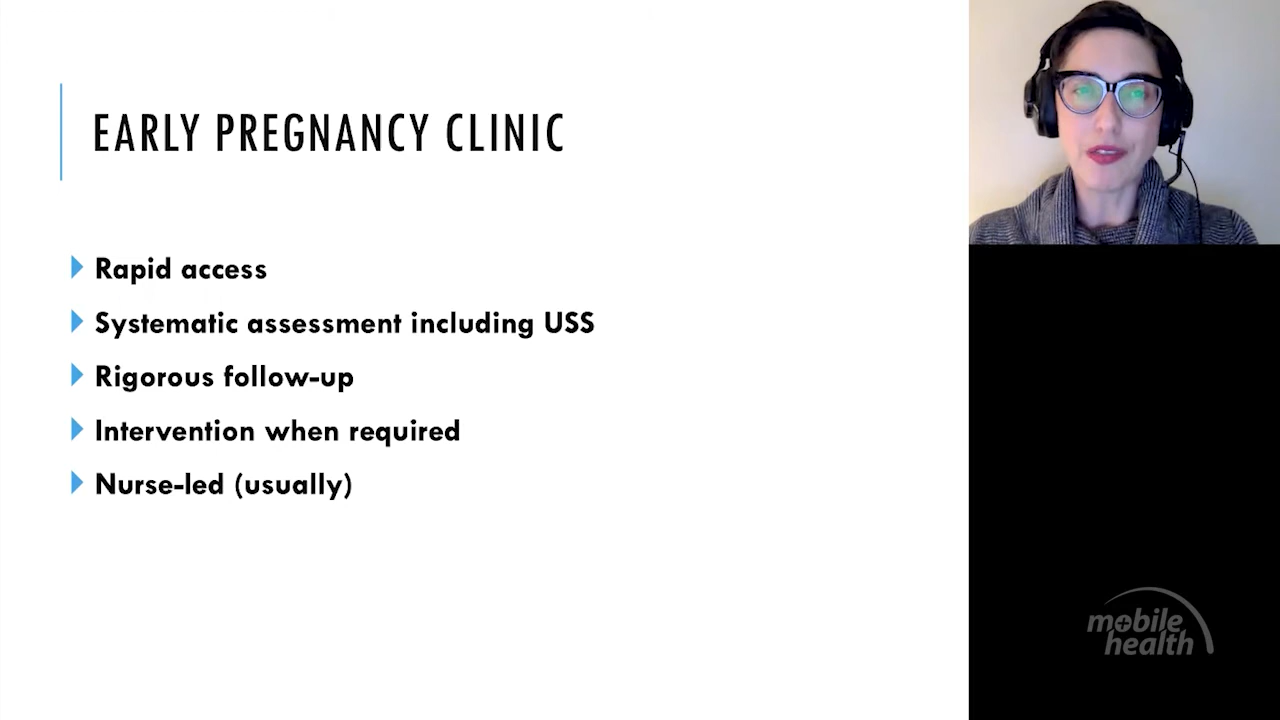 EARLY PREGNANCY CLINIC
Rapid access
Systematic assessment including USS
Rigorous follow-up
Intervention when required
Nurse-led (usually)
mobile
health